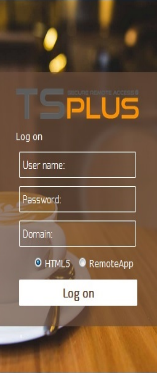 TSPLUS
Log on
User name:
Password:
Domain:
HTML5 RemoteApp
Log on